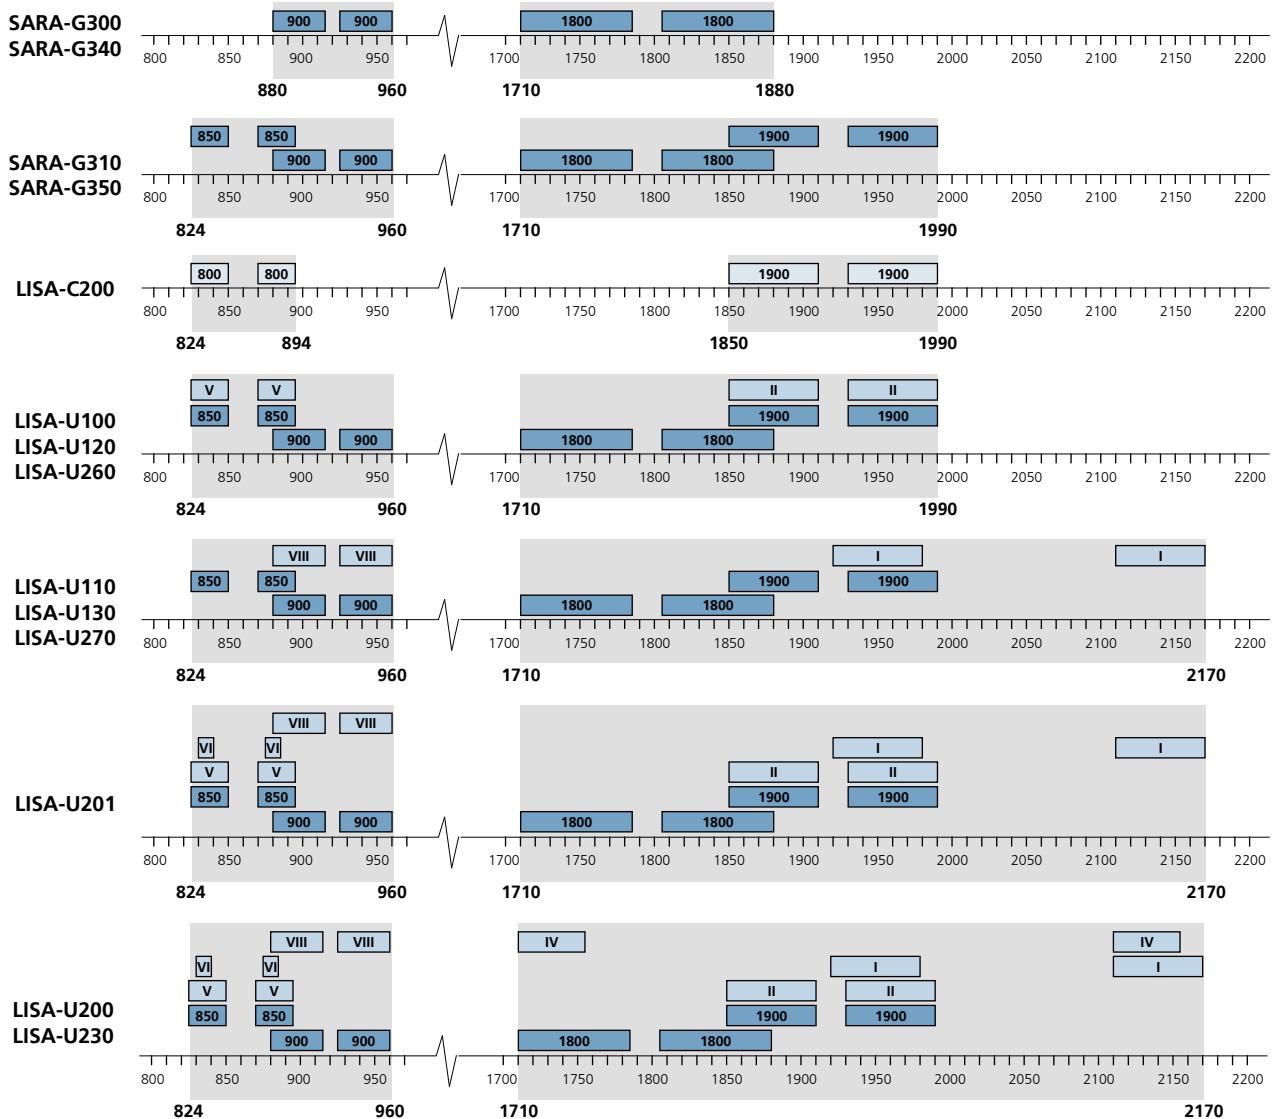 900 900 1800 1800
SARA-G300
SARA-G340
800 850 900 950 1700 1750 1800 1850 1900 1950 2000 2050 2100 2150 2200
880 960 1710 1880
850 850 1900 1900
900 900 1800 1800
SARA-G310
SARA-G350
800 850 900 950 1700 1750 1800 1850 1900 1950 2000 2050 2100 2150 2200
824 960 1710 1990
800 800 1900 1900
LISA-C200
800 850 900 950 1700 1750 1800 1850 1900 1950 2000 2050 2100 2150 2200
824 894 1850 1990
V V II II
850 850 1900 1900
900 900 1800 1800
LISA-U100
LISA-U120
LISA-U260
800 850 900 950 1700 1750 1800 1850 1900 1950 2000 2050 2100 2150 2200
824 960 1710 1990
VIII VIII I I
850 850 1900 1900
900 900 1800 1800
LISA-U110
LISA-U130
LISA-U270
800 850 900 950 1700 1750 1800 1850 1900 1950 2000 2050 2100 2150 2200
824 960 1710 2170
VIII VIII
VI VI I I
V V II II
850 850 1900 1900
900 900 1800 1800
LISA-U201
800 850 900 950 1700 1750 1800 1850 1900 1950 2000 2050 2100 2150 2200
824 960 1710 2170
VIII VIII IV IV
VI VI I I
V V II II
850 850 1900 1900
900 900 1800 1800
LISA-U200
LISA-U230
800 850 900 950 1700 1750 1800 1850 1900 1950 2000 2050 2100 2150 2200
824 960 1710 2170